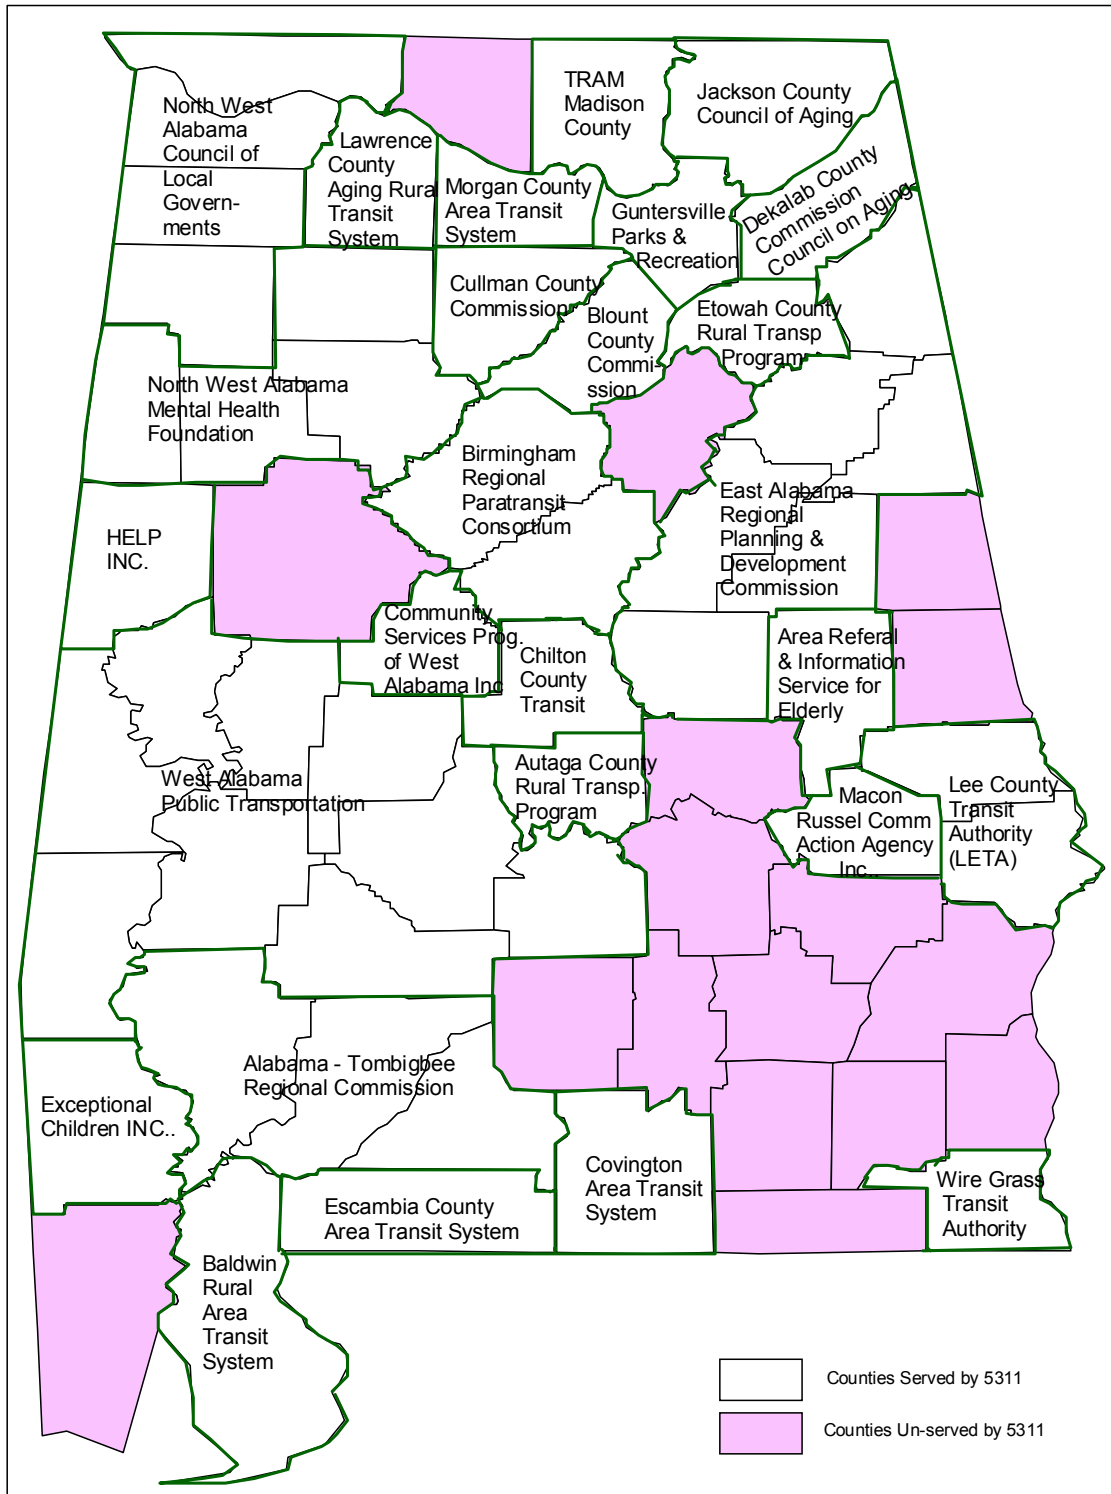 TRAM
Madison
County
Jackson County
Council of Aging
North West
Alabama
Council of
Local
Govern-
ments
Lawrence
County
Aging Rural
Transit
System
Morgan County
Area Transit
System
Guntersville
Parks &
Recreation
Dekalab County
Commission
Council on Aging
Cullman County
Commission
Blount
County
Commi-
ssion
Etowah County
Rural Transp
Program
North West Alabama
Mental Health
Foundation
Birmingham
Regional
Paratransit
Consortium
East Alabama
Regional
Planning &
Development
Commission
HELP
INC.
Community
Services Prog.
of West
Alabama Inc
Chilton
County
Transit
Area Referal
& Information
Service for
Elderly
West Alabama
Public Transportation
Autaga County
Rural Transp.
Program
Macon
Russel Comm
Action Agency
Inc..
Lee County
Transit
Authority
(LETA)
Alabama - Tombigbee
Regional Commission
Exceptional
Children INC..
Covington
Area Transit
System
Wire Grass
Transit
Authority
Escambia County
Area Transit System
Baldwin
Rural
Area
Transit
System
Counties Served by 5311
Counties Un-served by 5311